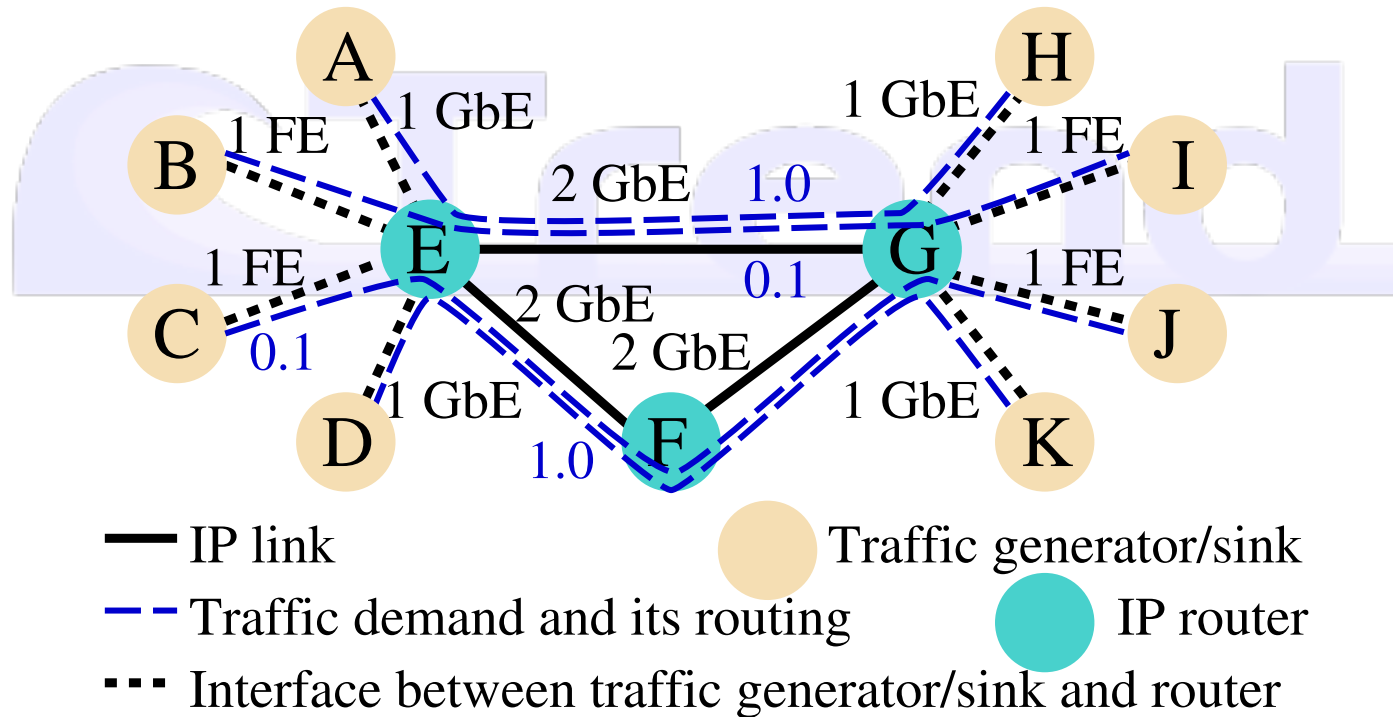 A
H
1 GbE
1 GbE
B
1 FE
1 FE
I
2 GbE
1.0
E
G
1 FE
0.1
1 FE
C
2 GbE
J
0.1
2 GbE
D
1 GbE
F
1 GbE
K
1.0
IP link
Traffic generator/sink
Traffic demand and its routing
IP router
Interface between traffic generator/sink and router
Trend